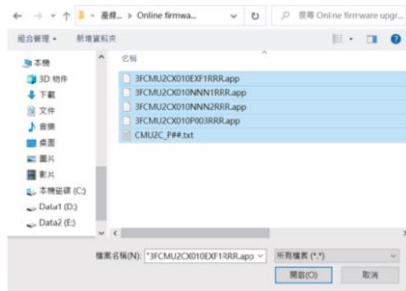 產線... › Online firmwa...
搜尋 Online firmware upgr...
組合管理 新增資料夾
名稱
本機
3D 物件
下載
文件
音樂
桌面
圖片
影片
本機磁碟 (C:)
Data1 (D:)
Data2 (E:)
3FCMU2CX010EXF1RRR.app
3FCMU2CX010NNN1RRR.app
3FCMU2CX010NNN2RRR.app
3FCMU2CX010P003RRR.app
CMU2C_P##.txt
檔案名稱(N): "3FCMU2CX010EXF1RRR.app
所有檔案 (*.*)
開啟(O) 取消